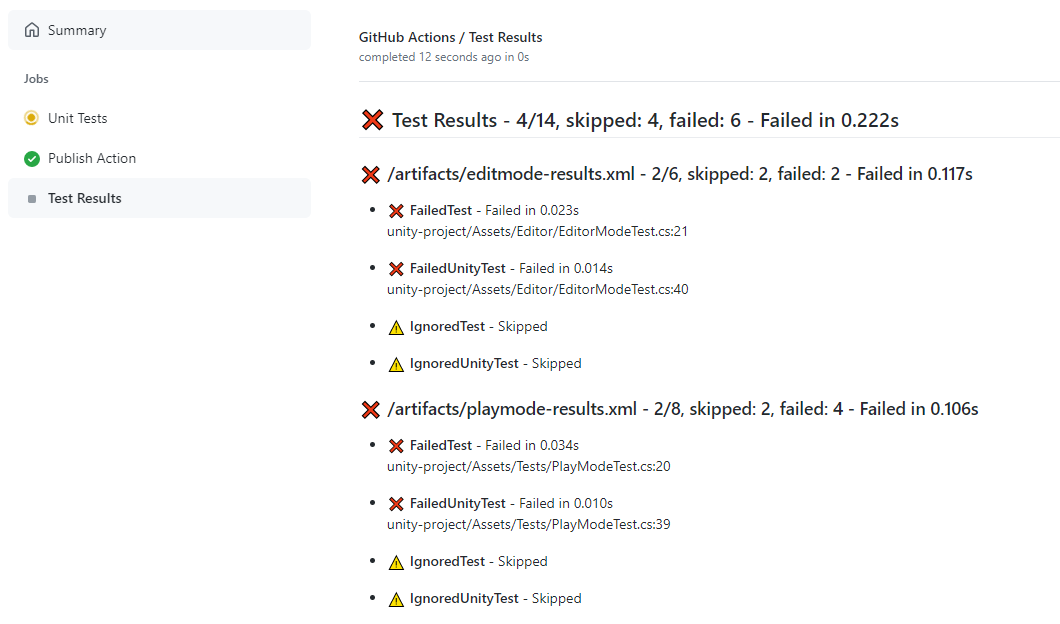 Summary
Jobs
Unit Tests
Publish Action
Test Results
GitHub Actions / Test Results
completed 12 seconds ago in 0s
Test Results - 4/14, skipped: 4, failed: 6 - Failed in 0.222s
/artifacts/editmode-results.xml - 2/6, skipped: 2, failed: 2 - Failed in 0.117s
FailedTest - Failed in 0.023s
unity-project/Assets/Editor/EditorModeTest.cs:21
FailedUnityTest - Failed in 0.014s
unity-project/Assets/Editor/EditorModeTest.cs:40
IgnoredTest - Skipped
IgnoredUnityTest - Skipped
/artifacts/playmode-results.xml - 2/8, skipped: 2, failed: 4 - Failed in 0.106s
FailedTest - Failed in 0.034s
unity-project/Assets/Tests/PlayModeTest.cs:20
FailedUnityTest - Failed in 0.010s
unity-project/Assets/Tests/PlayModeTest.cs:39
IgnoredTest - Skipped
IgnoredUnityTest - Skipped